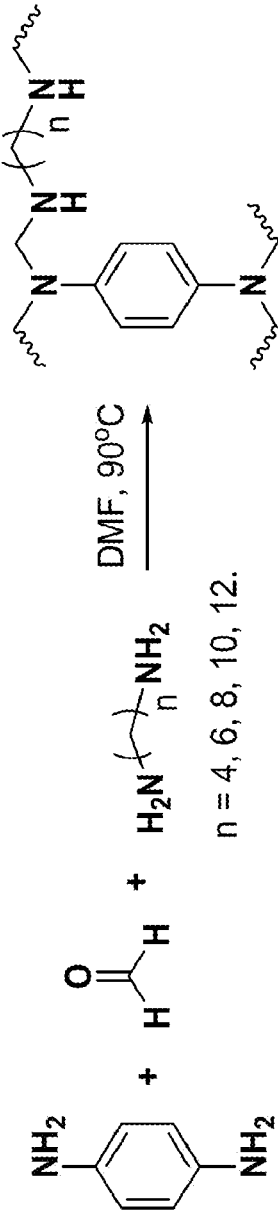 NH₂
NH₂
+
O
H H
+
H₂N ( ) n NH₂
n = 4, 6, 8, 10, 12.
DMF, 90°C
N
N
H
( ) n
N
H
N